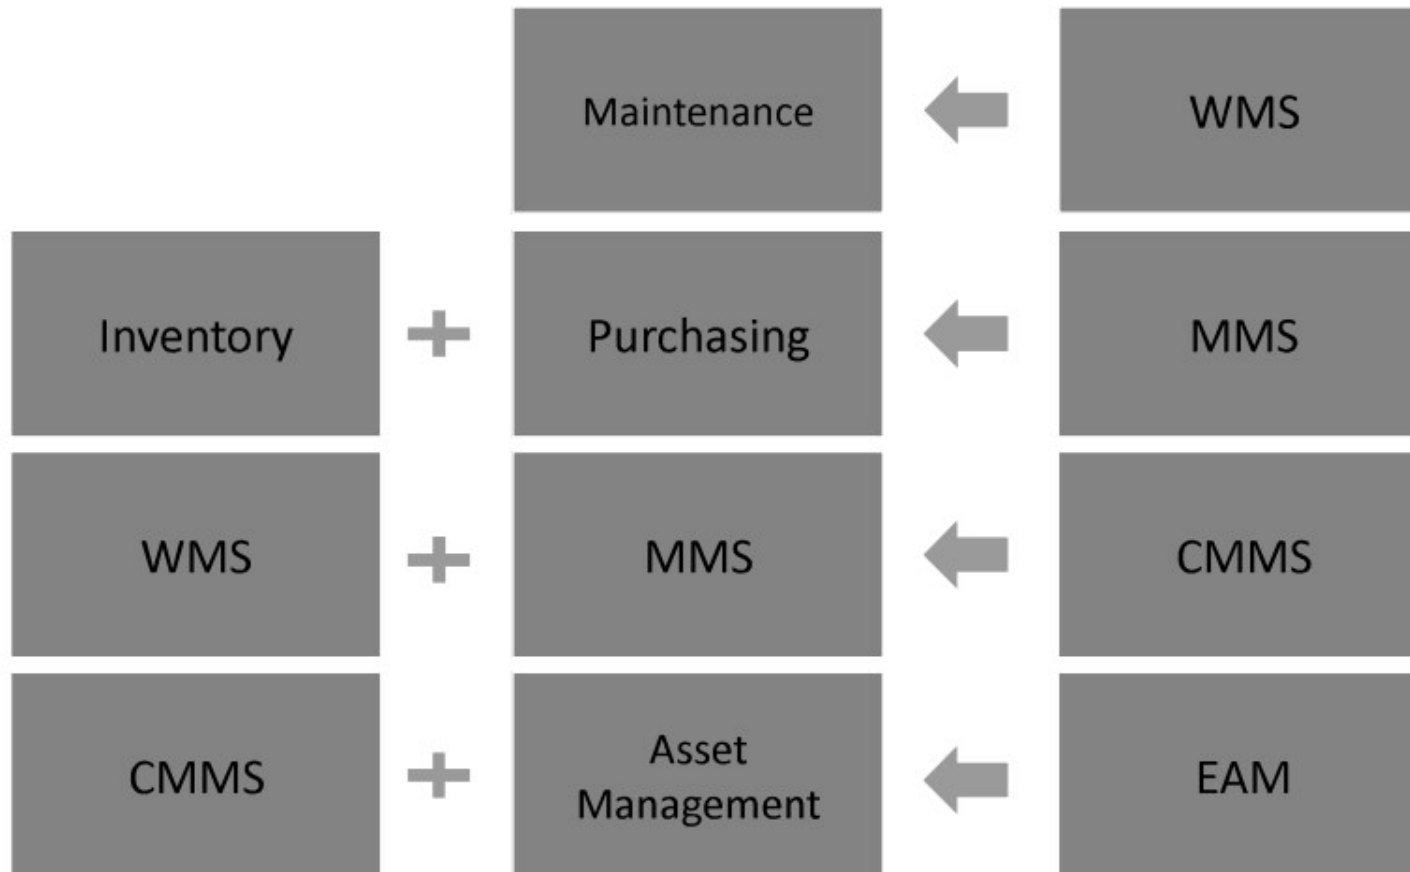 Maintenance
WMS
Inventory
Purchasing
MMS
WMS
MMS
CMMS
CMMS
Asset
Management
EAM